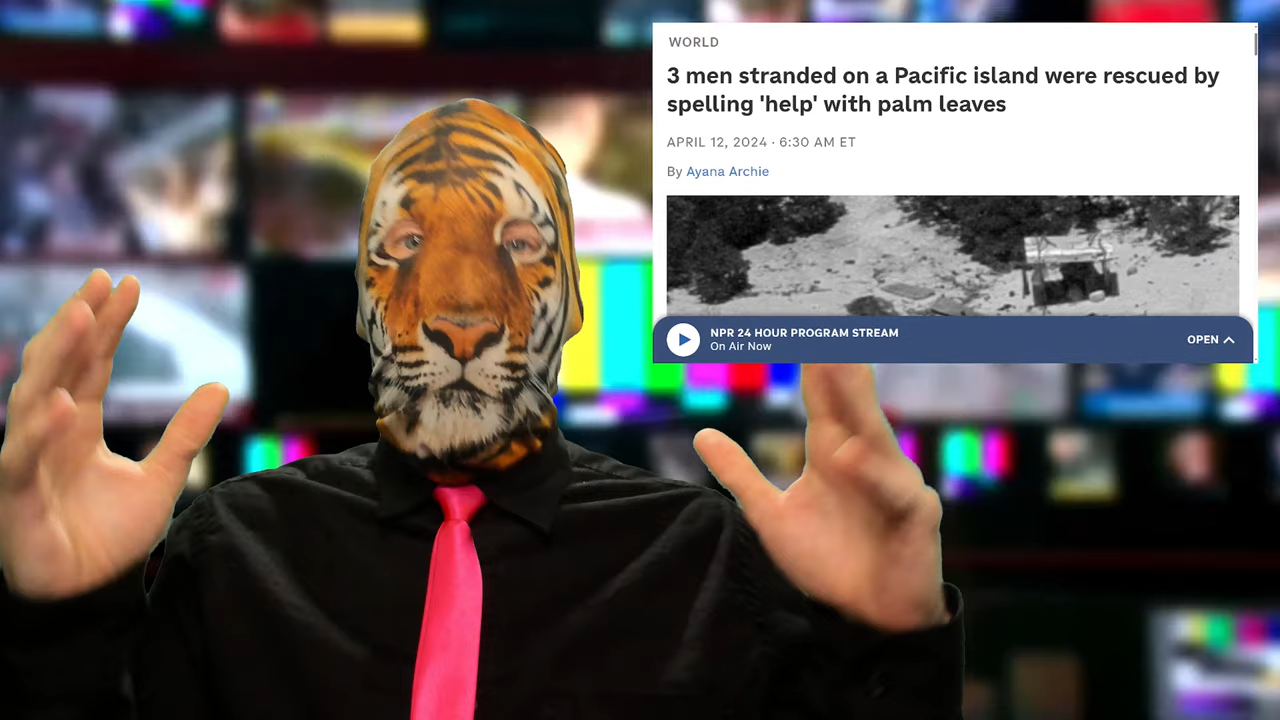 WORLD
3 men stranded on a Pacific island were rescued by
spelling 'help' with palm leaves
APRIL 12, 2024 · 6:30 AM ET
By Ayana Archie
NPR 24 HOUR PROGRAM STREAM
On Air Now
OPEN